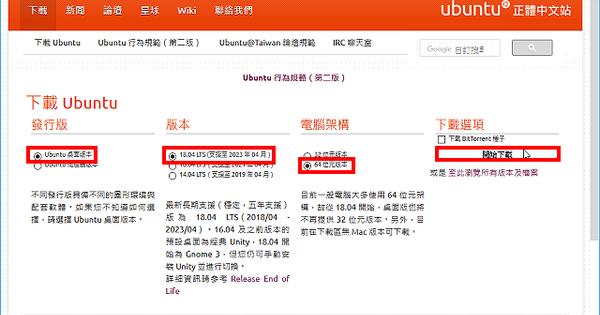 下載 新聞 論壇 星球 Wiki 聯絡我們
ubuntu 正體中文站
下載 Ubuntu Ubuntu 行為規範（第二版） Ubuntu@Taiwan 論壇規範 IRC 聊天室
Google 自訂搜尋
Ubuntu 行為規範（第二版）
下載 Ubuntu
發行版
Ubuntu 桌面版本
不同發行版具備不同的圖形環境與
配套軟體，如果您不知道如何選
擇，請選擇 Ubuntu 桌面版本。
版本
18.04 LTS (支援至 2023 年 04 月)
14.04 LTS (支援至 2019 年 04 月)
最新長期支援（穩定，五年支援）
版為 18.04 LTS（2018/04 -
2023/04），16.04 及之前版本的
預設桌面為經典 Unity，18.04 開
始為 Gnome 3，但您仍可手動安
裝 Unity 並進行切換。
詳細資訊請參考 Release End of
Life
電腦架構
32 位元版本
64 位元版本
目前一般電腦大多使用 64 位元架
構，故從 18.04 開始，桌面版也將
不再提供 32 位元版本。另外，目
前在下載區無 Mac 版本可下載。
下載選項
下載 BitTorrent 種子
開始下載
或是 至此瀏覽所有版本及檔案